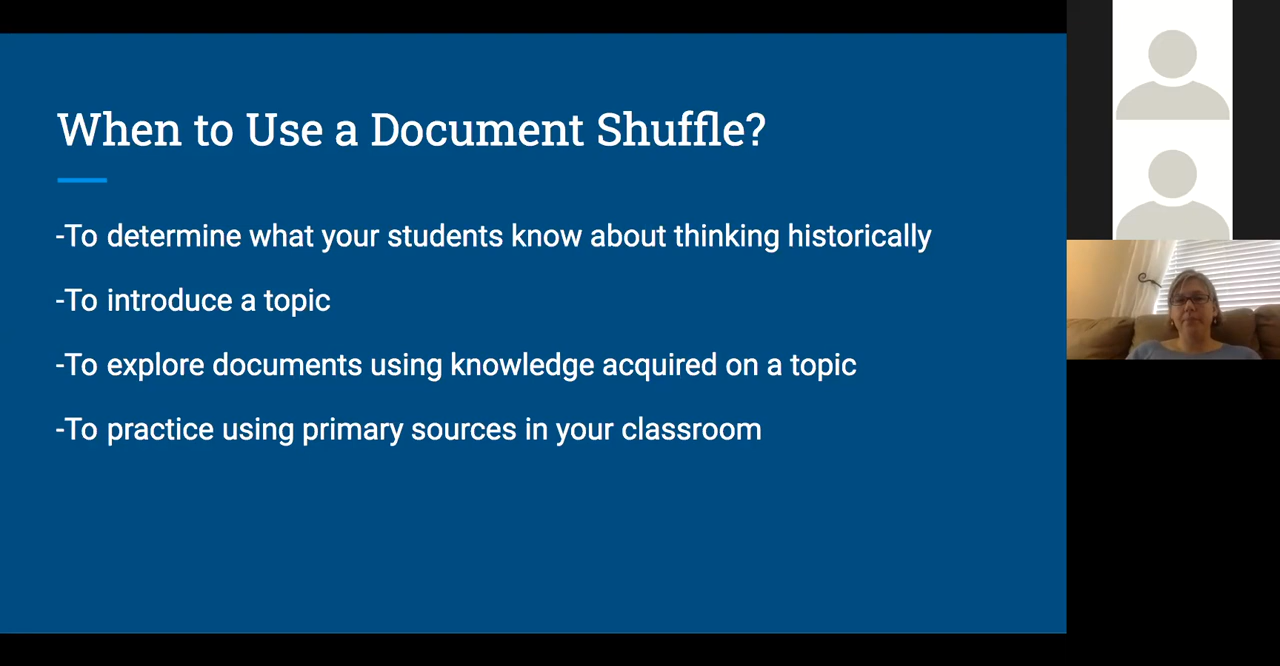 When to Use a Document Shuffle?
-To determine what your students know about thinking historically
-To introduce a topic
-To explore documents using knowledge acquired on a topic
-To practice using primary sources in your classroom